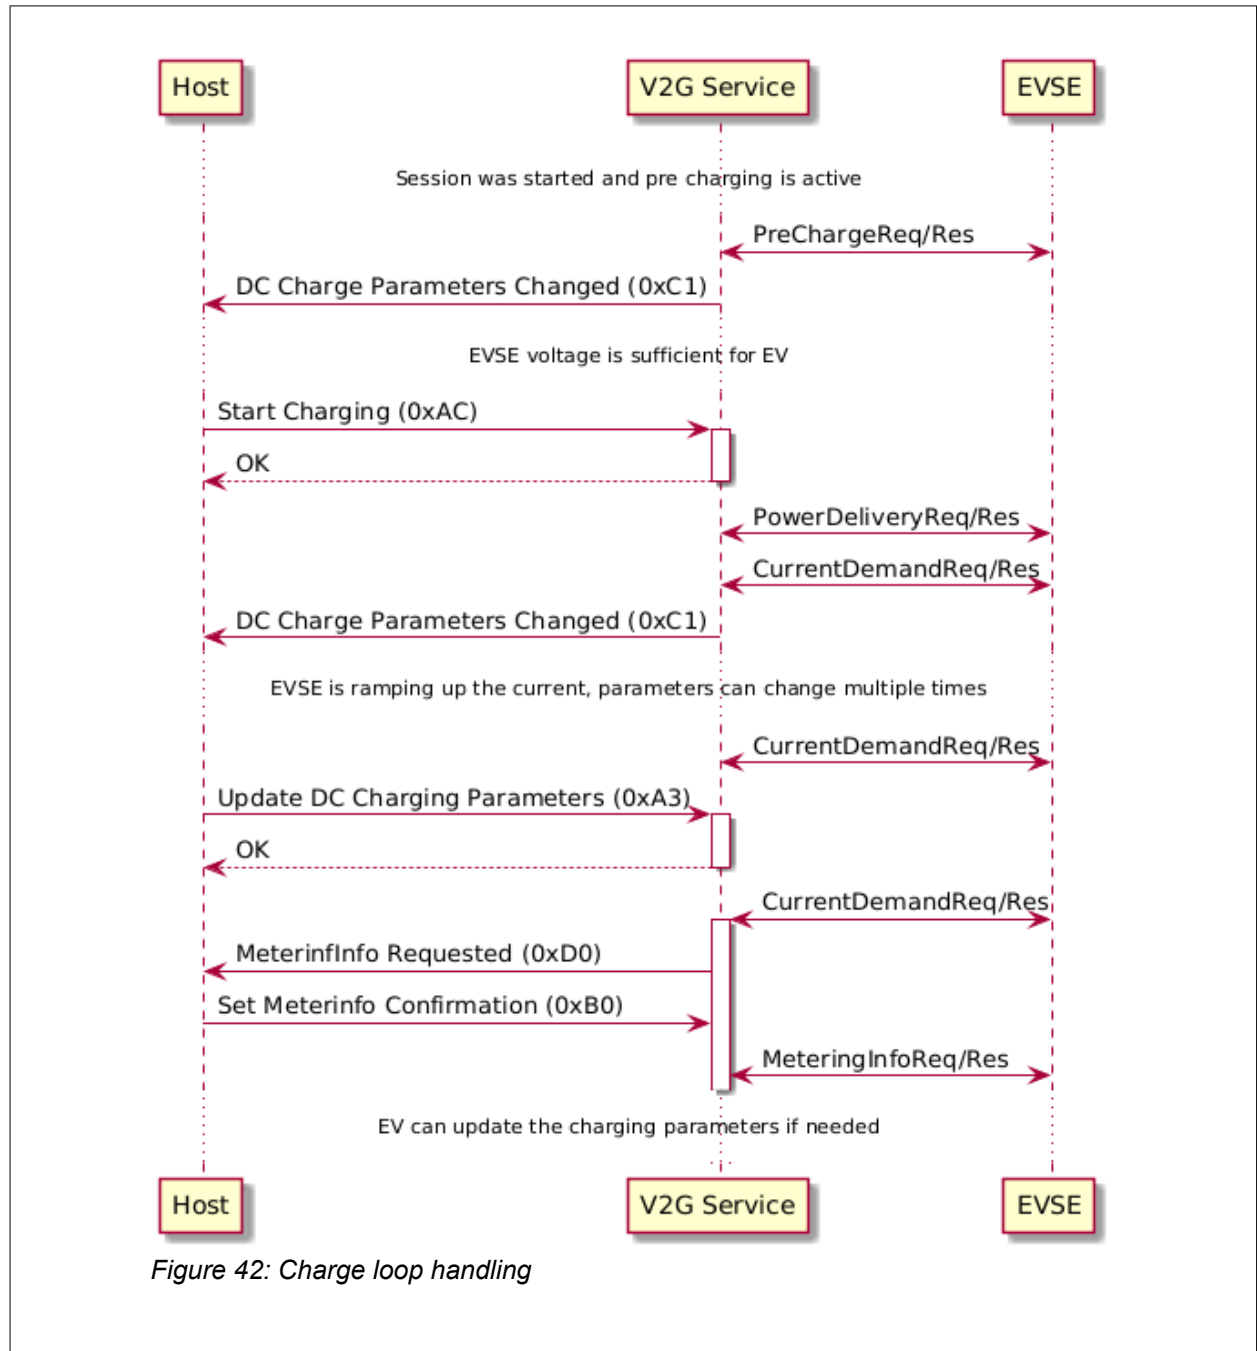 Host V2G Service EVSE
Session was started and pre charging is active
PreChargeReq/Res
DC Charge Parameters Changed (0xC1)
EVSE voltage is sufficient for EV
Start Charging (0xAC)
OK
PowerDeliveryReq/Res
CurrentDemandReq/Res
DC Charge Parameters Changed (0xC1)
EVSE is ramping up the current, parameters can change multiple times
CurrentDemandReq/Res
Update DC Charging Parameters (0xA3)
OK
CurrentDemandReq/Res
MeterinfInfo Requested (0xD0)
Set Meterinfo Confirmation (0xB0)
MeteringInfoReq/Res
EV can update the charging parameters if needed
Host V2G Service EVSE
Figure 42: Charge loop handling